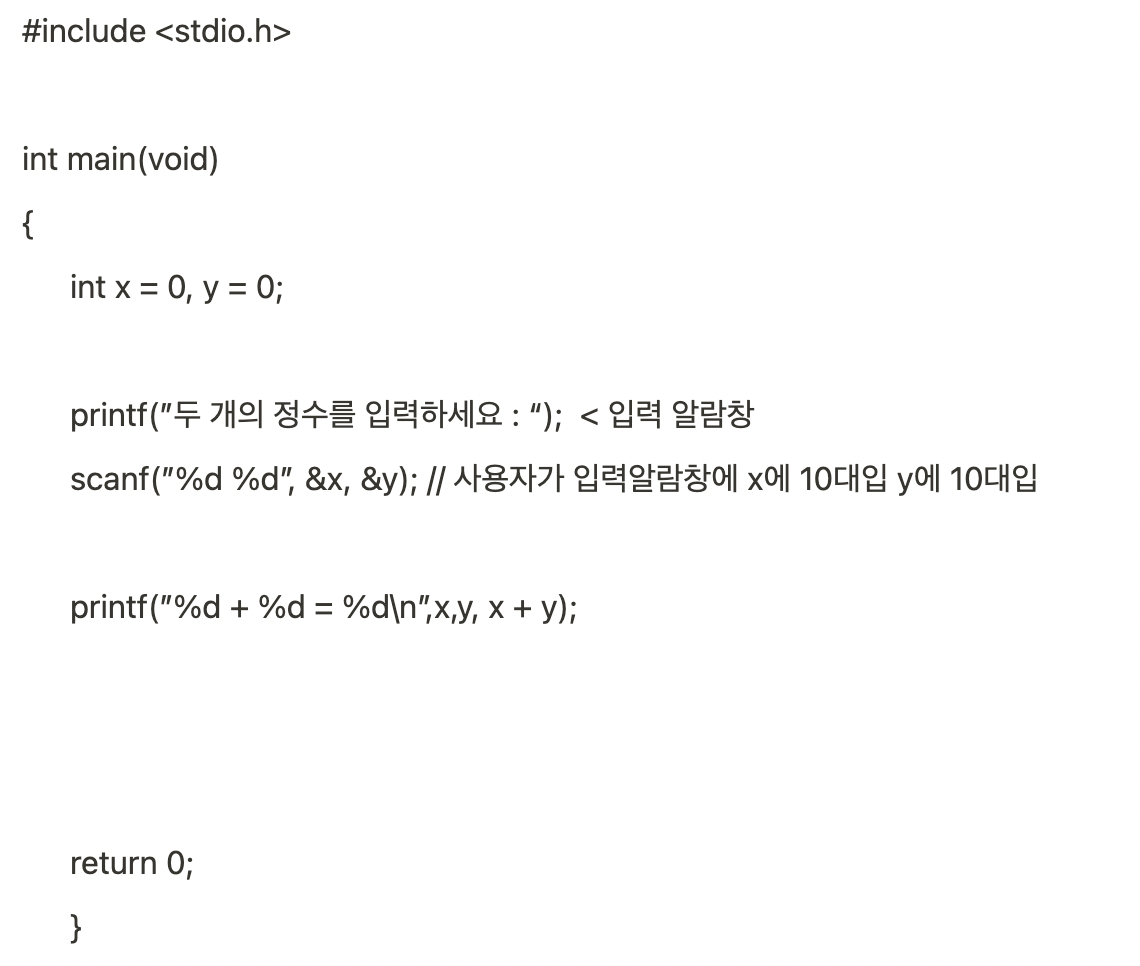 #include <stdio.h>
int main(void)
{
int x = 0, y = 0;
printf(”두 개의 정수를 입력하세요 : “);  < 입력 알람창
scanf(”%d %d”, &x, &y); // 사용자가 입력알람창에 x에 10대입 y에 10대입
printf(”%d + %d = %d\n”,x,y, x + y);
return 0;
}